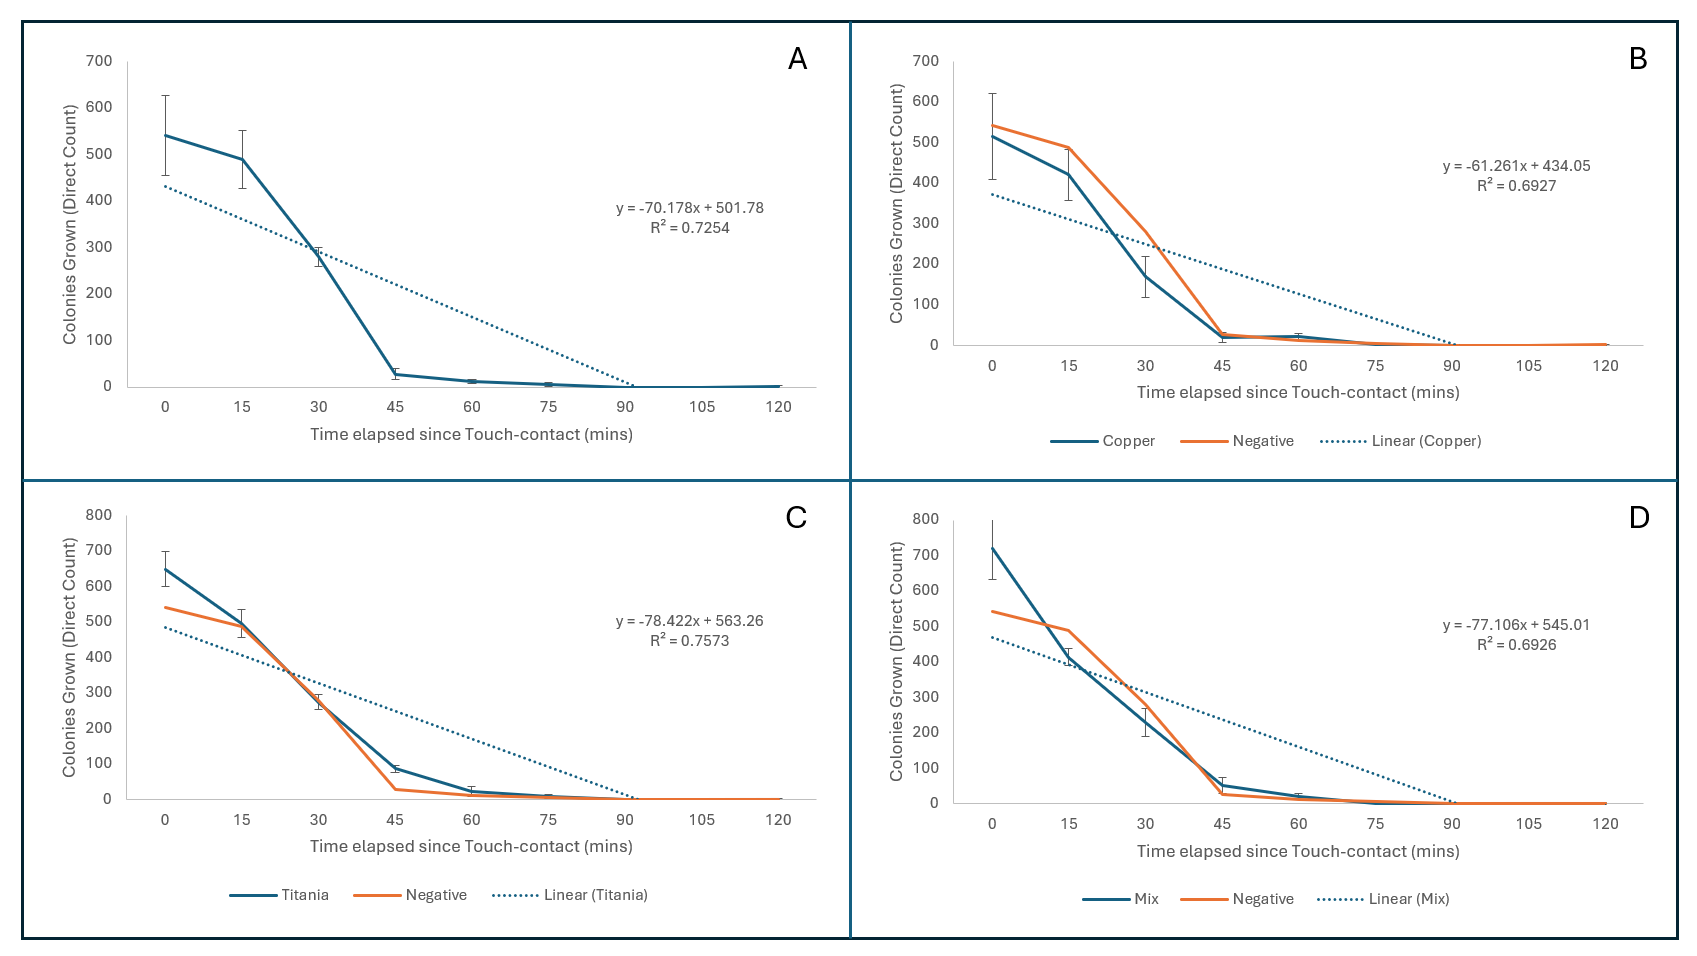 A
700
600
500
400
300
200
100
0
Colonies Grown (Direct Count)
y = -70.178x + 501.78
R² = 0.7254
0 15 30 45 60 75 90 105 120
Time elapsed since Touch-contact (mins)
B
700
600
500
400
300
200
100
0
Colonies Grown (Direct Count)
y = -61.261x + 434.05
R² = 0.6927
0 15 30 45 60 75 90 105 120
Time elapsed since Touch-contact (mins)
Copper Negative Linear (Copper)
C
800
700
600
500
400
300
200
100
0
Colonies Grown (Direct Count)
y = -78.422x + 563.26
R² = 0.7573
0 15 30 45 60 75 90 105 120
Time elapsed since Touch-contact (mins)
Titania Negative Linear (Titania)
D
800
700
600
500
400
300
200
100
0
Colonies Grown (Direct Count)
y = -77.106x + 545.01
R² = 0.6926
0 15 30 45 60 75 90 105 120
Time elapsed since Touch-contact (mins)
Mix Negative Linear (Mix)